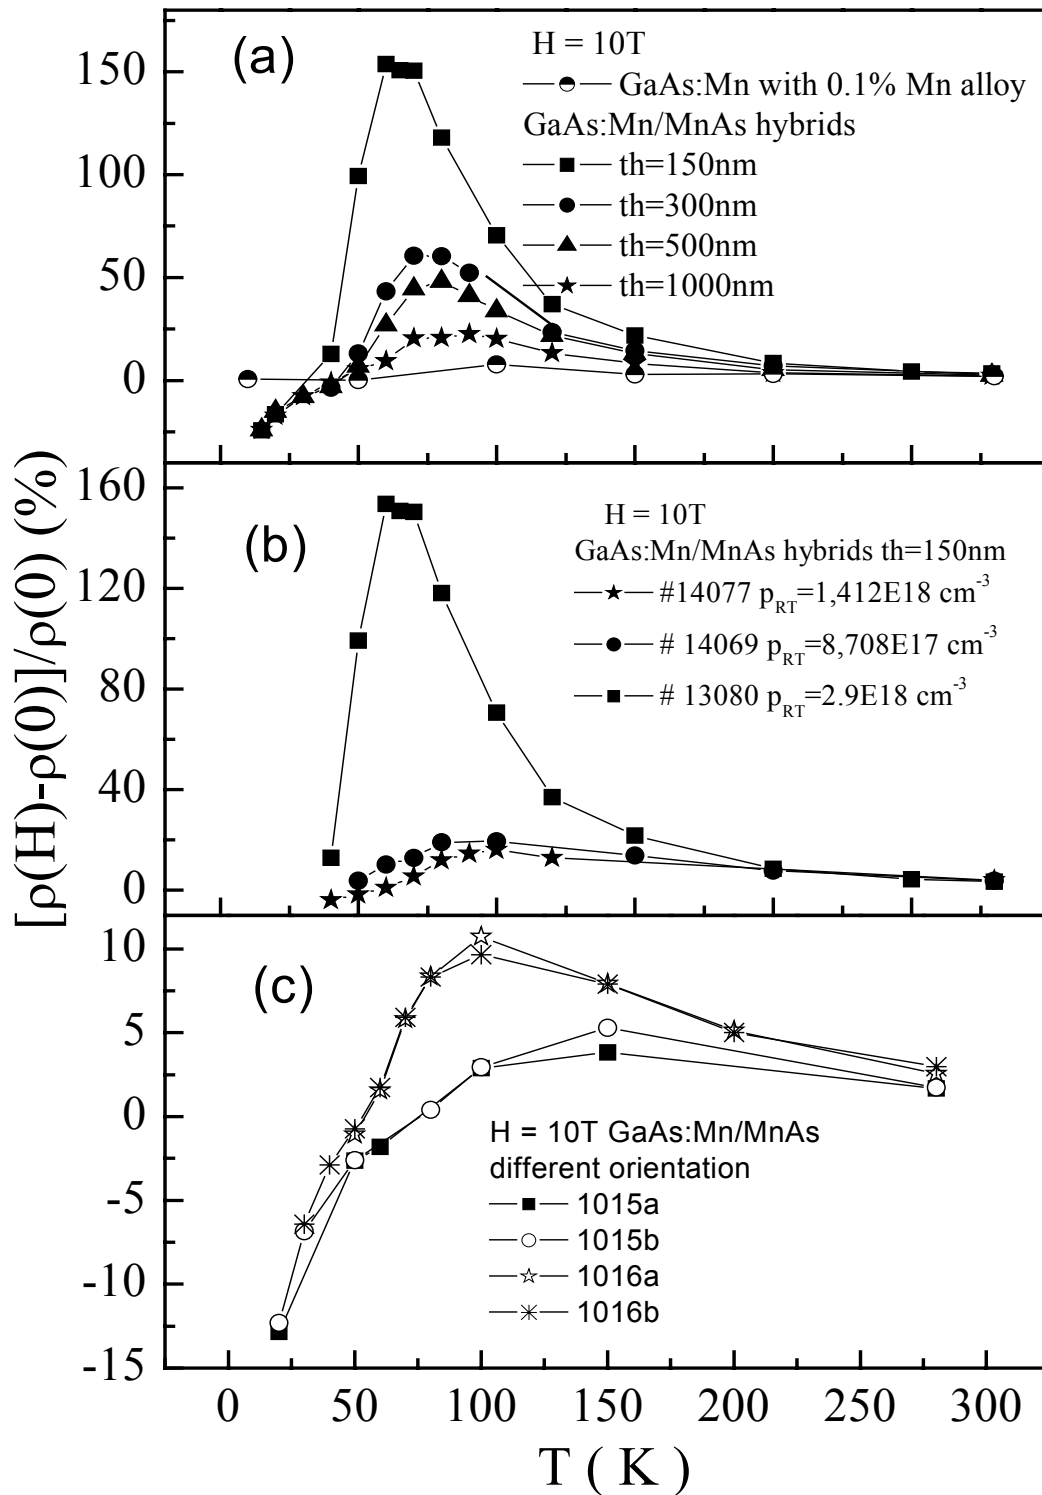 (a)
H = 10T
GaAs:Mn with 0.1% Mn alloy
GaAs:Mn/MnAs hybrids
th=150nm
th=300nm
th=500nm
th=1000nm
150
100
50
0
[ρ(H)-ρ(0)]/ρ(0) (%)
(b)
H = 10T
GaAs:Mn/MnAs hybrids th=150nm
#14077 p_RT=1,412E18 cm⁻³
# 14069 p_RT=8,708E17 cm⁻³
# 13080 p_RT=2.9E18 cm⁻³
160
120
80
40
0
(c)
H = 10T GaAs:Mn/MnAs
different orientation
1015a
1015b
1016a
1016b
10
5
0
-5
-10
-15
0 50 100 150 200 250 300
T ( K )